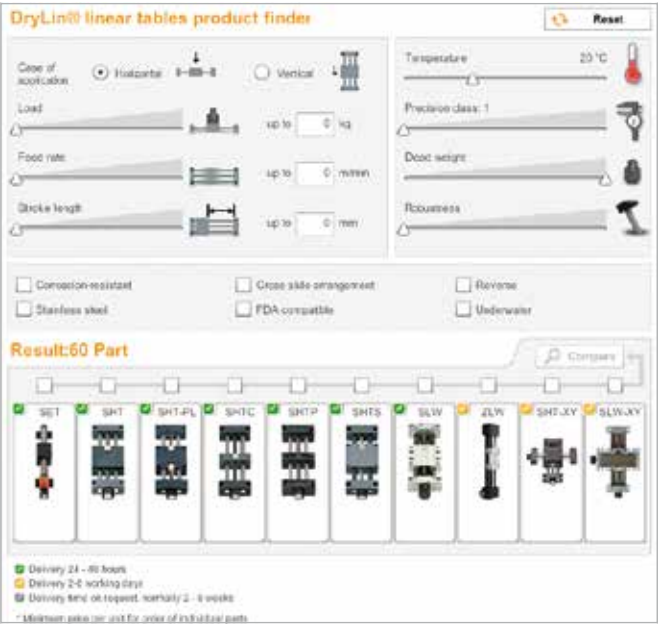 DryLin® linear tables product finder
Reset
Case of application
Horizontal
Vertical
Load
up to 0 kg
Feed rate
up to 0 m/min
Stroke length
up to 0 mm
Temperature 20 °C
Precision class: 1
Dead weight
Robustness
Corrosion-resistant
Cross slide arrangement
Reverse
Stainless steel
FDA-compatible
Underwater
Result:60 Part
Compare
SET SHT SHT-PL SHTC SHTP SHTS SLW ZLW SHT-XY SLW-XY
Delivery 24 - 48 hours
Delivery 2-8 working days
Delivery time on request, normally 2 - 8 weeks
* Minimum price per unit for order of individual parts